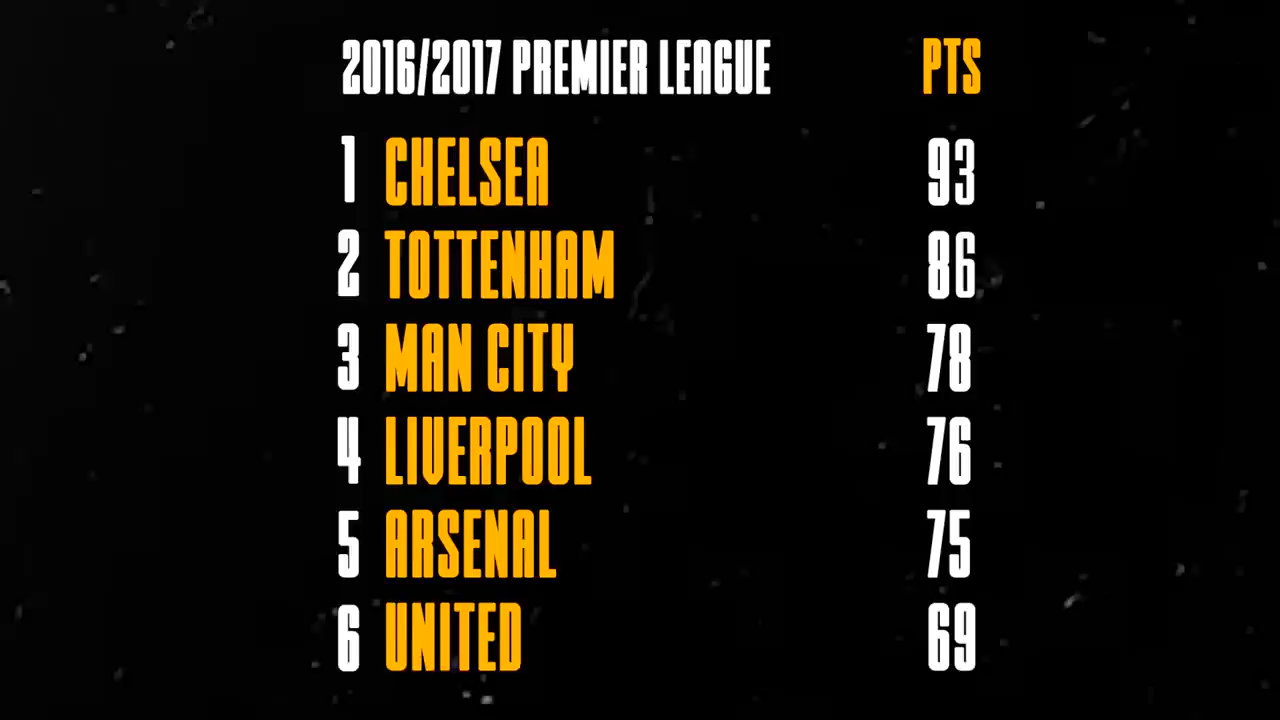 2016/2017 PREMIER LEAGUE PTS
1 CHELSEA 93
2 TOTTENHAM 86
3 MAN CITY 78
4 LIVERPOOL 76
5 ARSENAL 75
6 UNITED 69